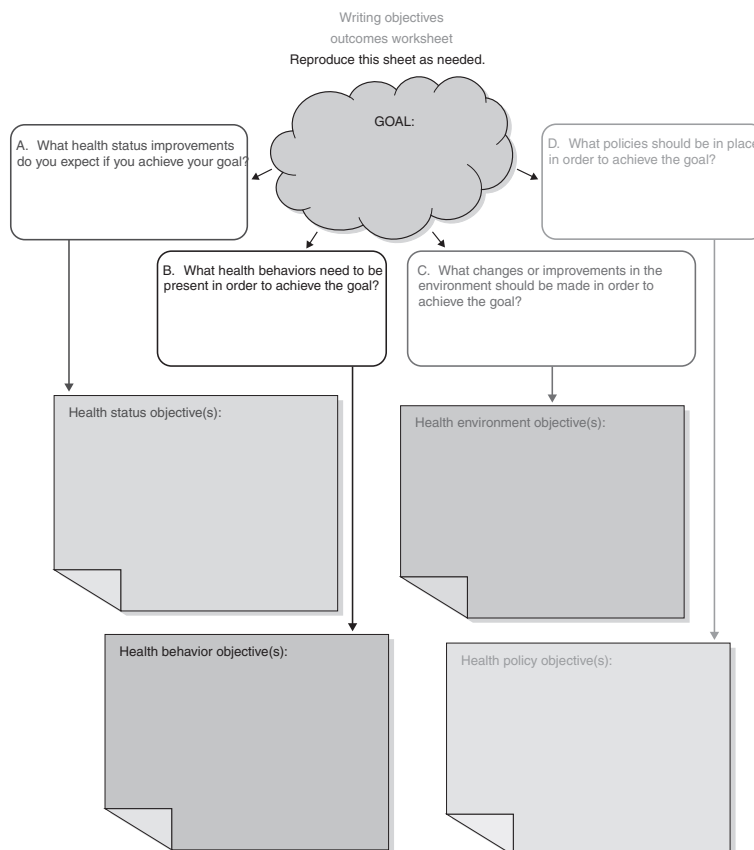 Writing objectives
outcomes worksheet
Reproduce this sheet as needed.
GOAL:
A. What health status improvements
do you expect if you achieve your goal?
D. What policies should be in place
in order to achieve the goal?
B. What health behaviors need to be
present in order to achieve the goal?
C. What changes or improvements in the
environment should be made in order to
achieve the goal?
Health status objective(s):
Health environment objective(s):
Health behavior objective(s):
Health policy objective(s):